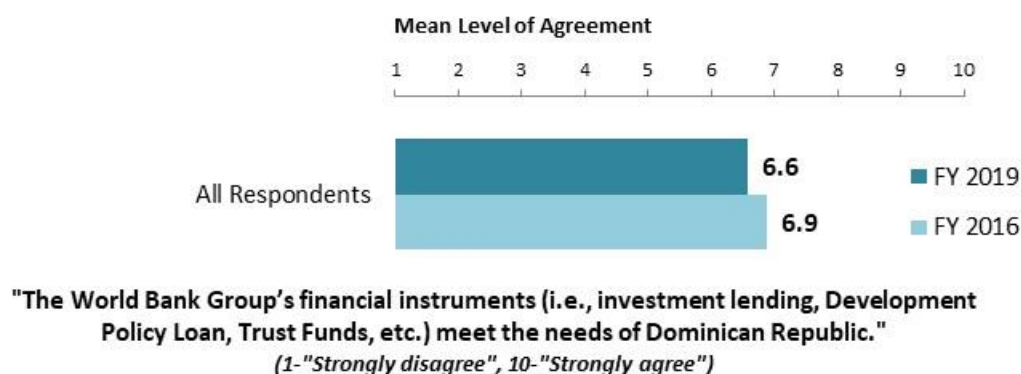 Mean Level of Agreement
1 2 3 4 5 6 7 8 9 10
All Respondents
6.6
6.9
FY 2019
FY 2016
"The World Bank Group's financial instruments (i.e., investment lending, Development
Policy Loan, Trust Funds, etc.) meet the needs of Dominican Republic."
(1-"Strongly disagree", 10-"Strongly agree")